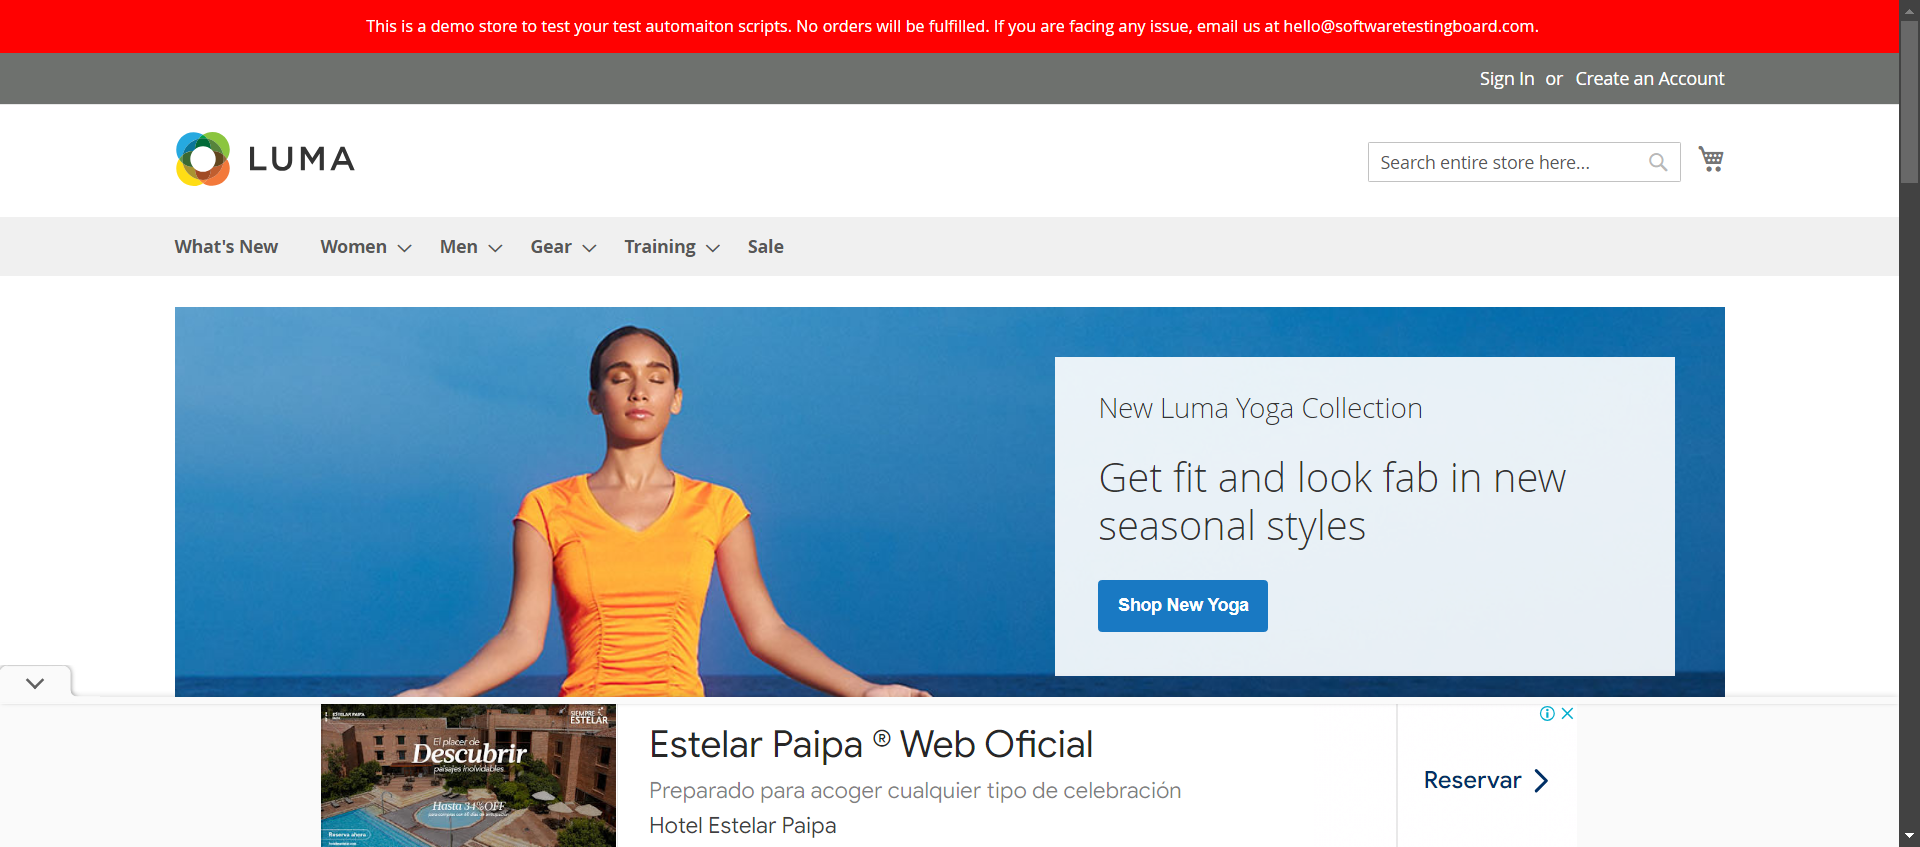 This is a demo store to test your test automaiton scripts. No orders will be fulfilled. If you are facing any issue, email us at hello@softwaretestingboard.com.
Sign In or Create an Account
LUMA
Search entire store here...
What's New Women Men Gear Training Sale
New Luma Yoga Collection
Get fit and look fab in new
seasonal styles
Shop New Yoga
ESTELAR PAIPA
SIEMPRE
ESTELAR
El placer de
Descubrir
paisajes inolvidables
Hasta 34%OFF
Reserva ahora
Estelar Paipa ® Web Oficial
Preparado para acoger cualquier tipo de celebración
Hotel Estelar Paipa
Reservar